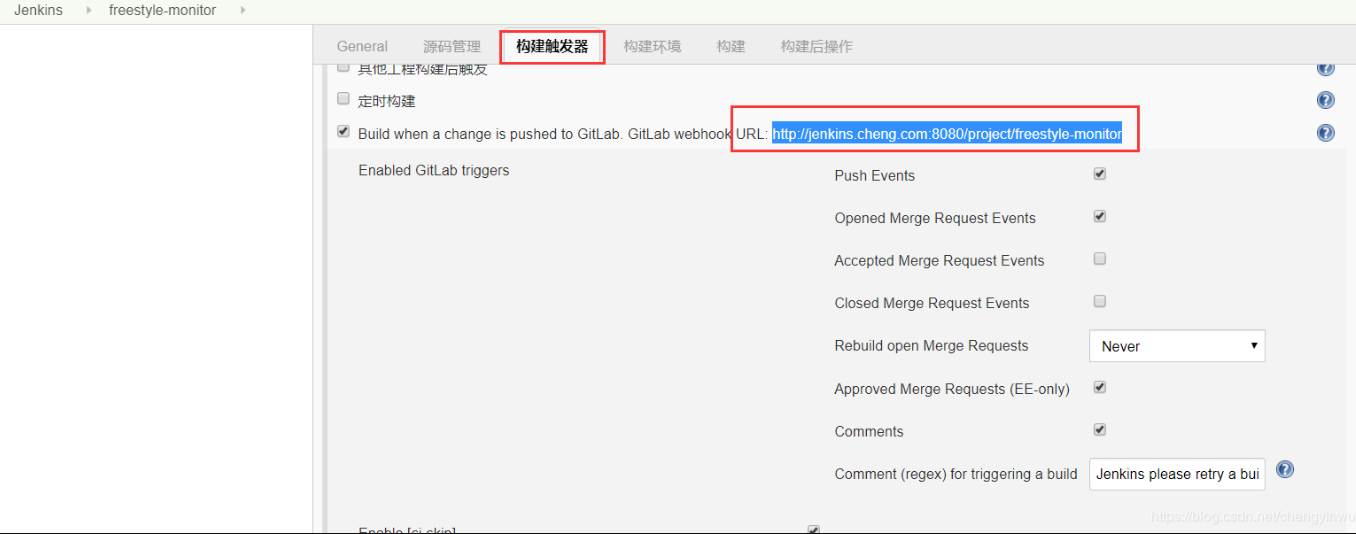 Jenkins freestyle-monitor
General 源码管理 构建触发器 构建环境 构建 构建后操作
其他工程构建后触发
定时构建
Build when a change is pushed to GitLab. GitLab webhook URL: http://jenkins.cheng.com:8080/project/freestyle-monitor
Enabled GitLab triggers
Push Events
Opened Merge Request Events
Accepted Merge Request Events
Closed Merge Request Events
Rebuild open Merge Requests Never
Approved Merge Requests (EE-only)
Comments
Comment (regex) for triggering a build Jenkins please retry a bui
Enable [ci-skip]
https://blog.csdn.net/chengyinwu